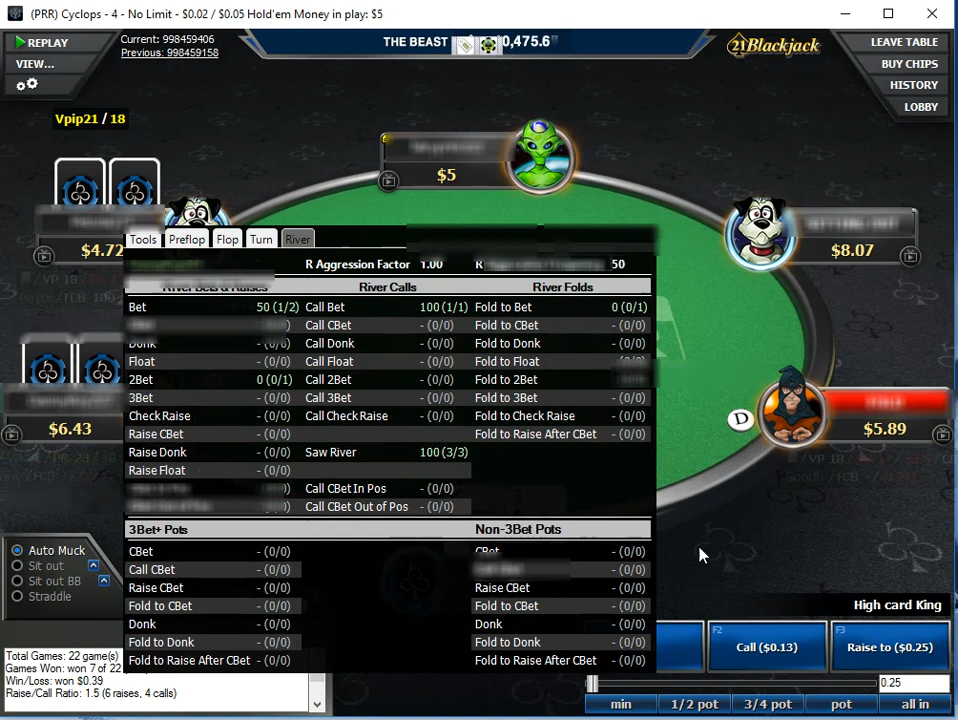 (PRR) Cyclops - 4 - No Limit - $0.02 / $0.05 Hold'em Money in play: $5
REPLAY
VIEW...
Current: 998459406
Previous: 998459158
THE BEAST 0,475.6
21Blackjack
LEAVE TABLE
BUY CHIPS
HISTORY
LOBBY
Vpip21 / 18
$5
$4.72
$8.07
Tools Preflop Flop Turn River
R Aggression Factor 1.00 50
River Bets & Raises River Calls River Folds
Bet 50 (1/2) Call Bet 100 (1/1) Fold to Bet 0 (0/1)
Call CBet - (0/0) Fold to CBet - (0/0)
Donk - (0/0) Call Donk - (0/0) Fold to Donk - (0/0)
Float - (0/0) Call Float - (0/0) Fold to Float
2Bet 0 (0/1) Call 2Bet - (0/0) Fold to 2Bet
3Bet - (0/0) Call 3Bet - (0/0) Fold to 3Bet - (0/0)
Check Raise - (0/0) Call Check Raise - (0/0) Fold to Check Raise - (0/0)
Raise CBet - (0/0) Fold to Raise After CBet - (0/0)
Raise Donk - (0/0) Saw River 100 (3/3)
Raise Float - (0/0)
Call CBet In Pos - (0/0)
Call CBet Out of Pos - (0/0)
3Bet+ Pots Non-3Bet Pots
CBet - (0/0) CBet - (0/0)
Call CBet - (0/0) - (0/0)
Raise CBet - (0/0) Raise CBet - (0/0)
Fold to CBet - (0/0) Fold to CBet - (0/0)
Donk - (0/0) Donk - (0/0)
Fold to Donk - (0/0) Fold to Donk - (0/0)
Fold to Raise After CBet - (0/0) Fold to Raise After CBet - (0/0)
$6.43
D
$5.89
Auto Muck
Sit out
Sit out BB
Straddle
Total Games: 22 game(s)
Games Won: won 7 of 22
Win/Loss: won $0.39
Raise/Call Ratio: 1.5 (6 raises, 4 calls)
High card King
F2
Call ($0.13)
F3
Raise to ($0.25)
0.25
min 1/2 pot 3/4 pot pot all in